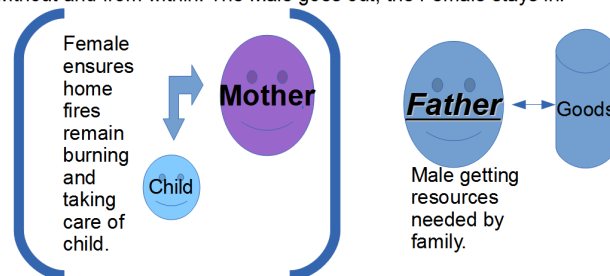 without and from within. The Male goes out, the Female stays in.
Female
ensures
home
fires
remain
burning
and
taking
care of
child.
Mother
Child
Father
Goods
Male getting
resources
needed by
family.